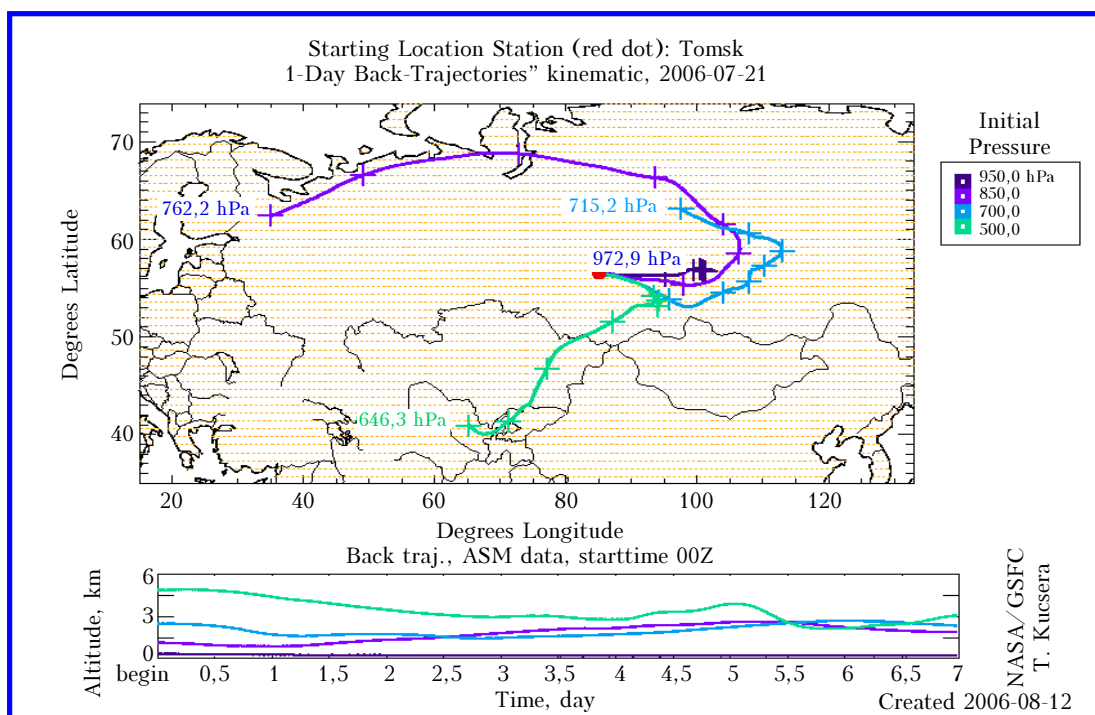 Starting Location Station (red dot): Tomsk
1-Day Back-Trajectories” kinematic, 2006-07-21
Degrees Latitude
70
60
50
40
762,2 hPa
715,2 hPa
972,9 hPa
646,3 hPa
20 40 60 80 100 120
Degrees Longitude
Initial
Pressure
950,0 hPa
850,0
700,0
500,0
Back traj., ASM data, starttime 00Z
Altitude, km
6
3
0
begin 0,5 1 1,5 2 2,5 3 3,5 4 4,5 5 5,5 6 6,5 7
Time, day
NASA/GSFC
T. Kucsera
Created 2006-08-12